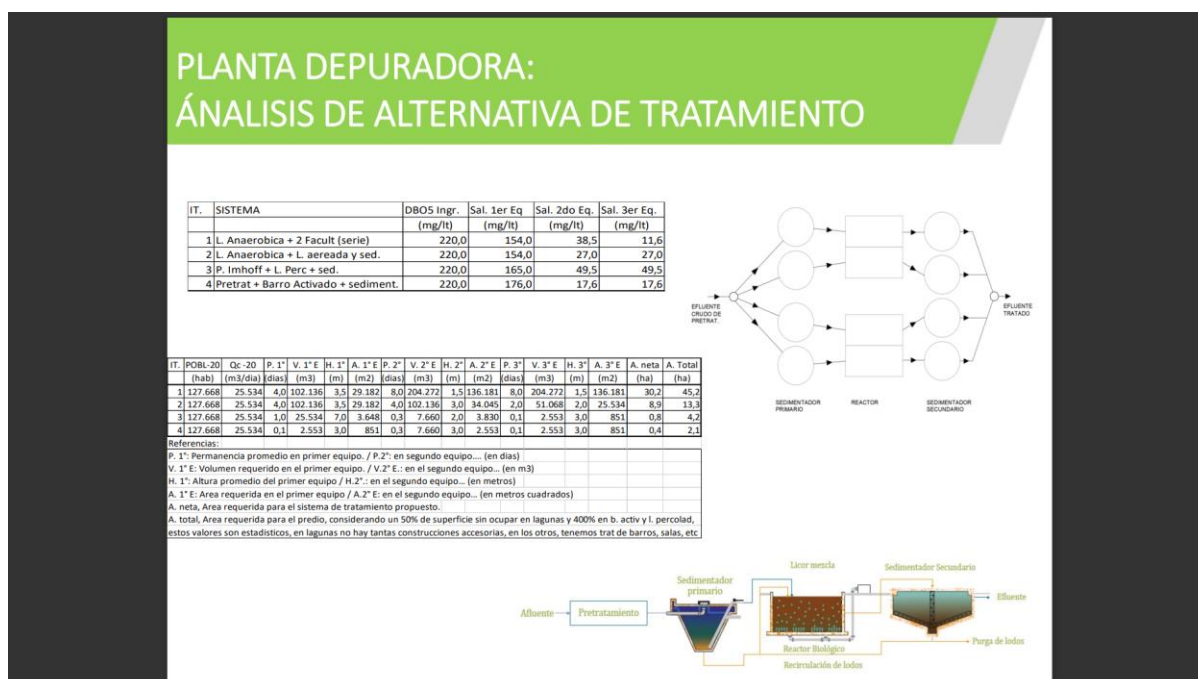 PLANTA DEPURADORA:
ÁNALISIS DE ALTERNATIVA DE TRATAMIENTO
IT. SISTEMA DBO5 Ingr. Sal. 1er Eq Sal. 2do Eq. Sal. 3er Eq.
(mg/lt) (mg/lt) (mg/lt) (mg/lt)
1 L. Anaerobica + 2 Facult (serie) 220,0 154,0 38,5 11,6
2 L. Anaerobica + L. aereada y sed. 220,0 154,0 27,0 27,0
3 P. Imhoff + L. Perc + sed. 220,0 165,0 49,5 49,5
4 Pretrat + Barro Activado + sediment. 220,0 176,0 17,6 17,6
EFLUENTE
CRUDO DE
PRETRAT.
EFLUENTE
TRATADO
SEDIMENTADOR
PRIMARIO
REACTOR
SEDIMENTADOR
SECUNDARIO
IT. POBL-20 Qc -20 P. 1° V. 1° E H. 1° A. 1° E P. 2° V. 2° E H. 2° A. 2° E P. 3° V. 3° E H. 3° A. 3° E A. neta A. Total
(hab) (m3/dia) (dias) (m3) (m) (m2) (dias) (m3) (m) (m2) (dias) (m3) (m) (m2) (ha) (ha)
1 127.668 25.534 4,0 102.136 3,5 29.182 8,0 204.272 1,5 136.181 8,0 204.272 1,5 136.181 30,2 45,2
2 127.668 25.534 4,0 102.136 3,5 29.182 4,0 102.136 3,0 34.045 2,0 51.068 2,0 25.534 8,9 13,3
3 127.668 25.534 1,0 25.534 7,0 3.648 0,3 7.660 2,0 3.830 0,1 2.553 3,0 851 0,8 4,2
4 127.668 25.534 0,1 2.553 3,0 851 0,3 7.660 3,0 2.553 0,1 2.553 3,0 851 0,4 2,1
Referencias:
P. 1°: Permanencia promedio en primer equipo. / P.2°: en segundo equipo.... (en dias)
V. 1° E: Volumen requerido en el primer equipo. / V.2° E.: en el segundo equipo... (en m3)
H. 1°: Altura promedio del primer equipo / H.2°.: en el segundo equipo... (en metros)
A. 1° E: Area requerida en el primer equipo / A.2° E: en el segundo equipo... (en metros cuadrados)
A. neta, Area requerida para el sistema de tratamiento propuesto.
A. total, Area requerida para el predio, considerando un 50% de superficie sin ocupar en lagunas y 400% en b. activ y l. percolad,
estos valores son estadisticos, en lagunas no hay tantas construcciones accesorias, en los otros, tenemos trat de barros, salas, etc
Afluente
Pretratamiento
Sedimentador
primario
Licor mezcla
Sedimentador Secundario
Efluente
Purga de lodos
Reactor Biológico
Recirculación de lodos